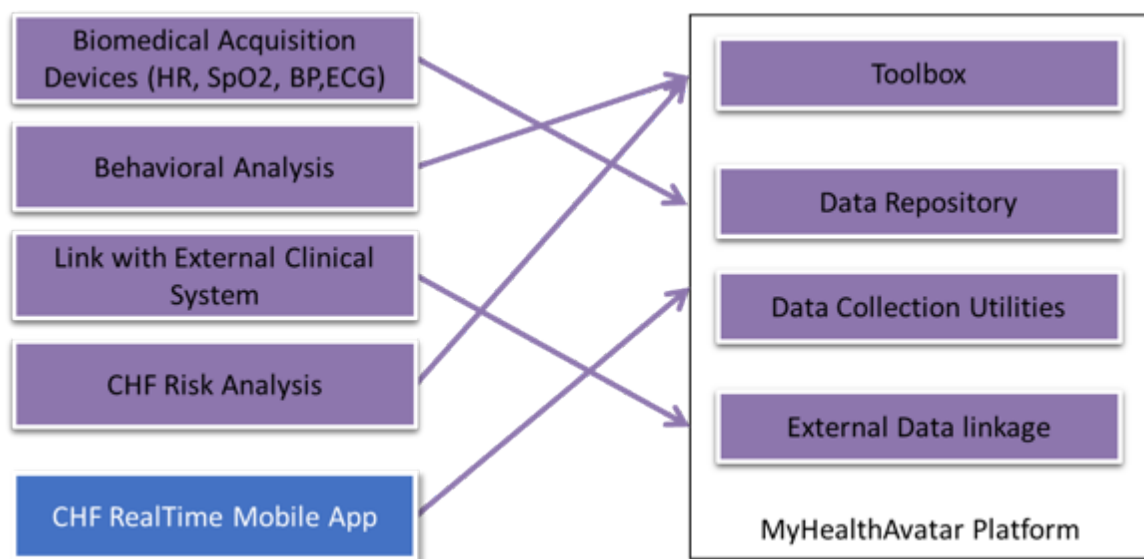 Biomedical Acquisition
Devices (HR, SpO2, BP,ECG)
Behavioral Analysis
Link with External Clinical
System
CHF Risk Analysis
CHF RealTime Mobile App
Toolbox
Data Repository
Data Collection Utilities
External Data linkage
MyHealthAvatar Platform